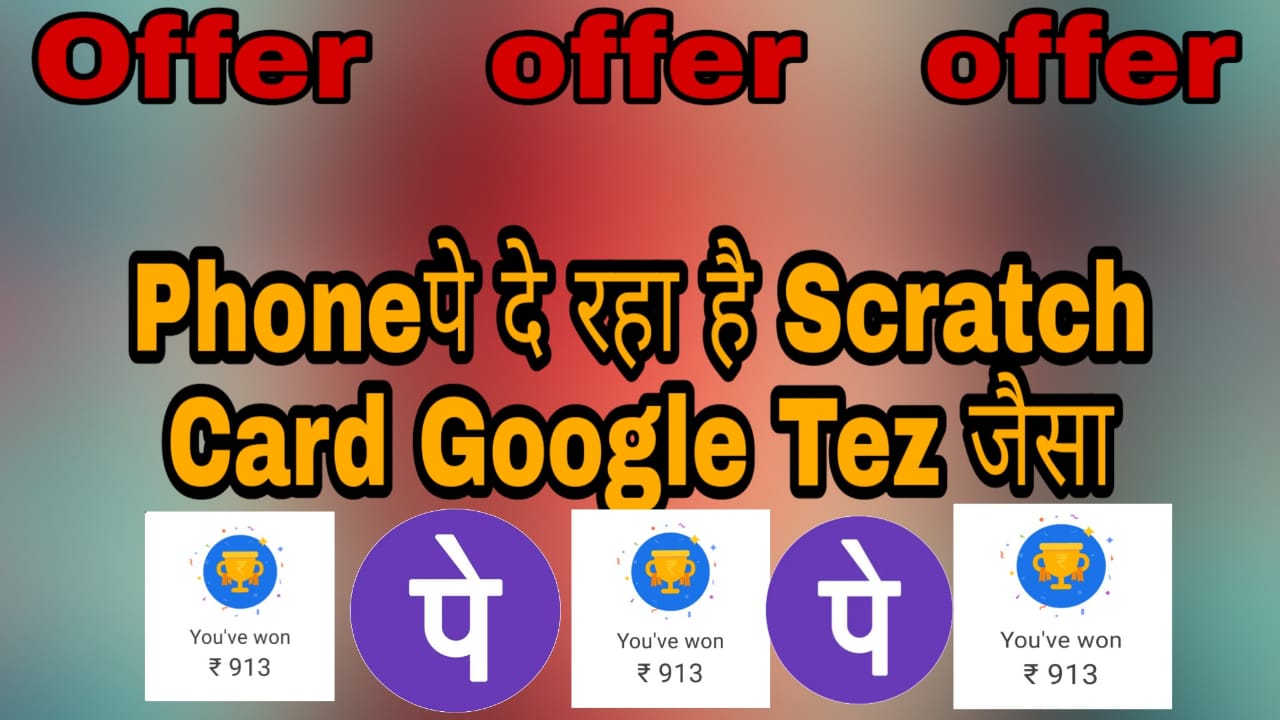 Offer offer offer
Phoneपे दे रहा है Scratch
Card Google Tez जैसा
पे पे
You've won You've won You've won
₹ 913 ₹ 913 ₹ 913